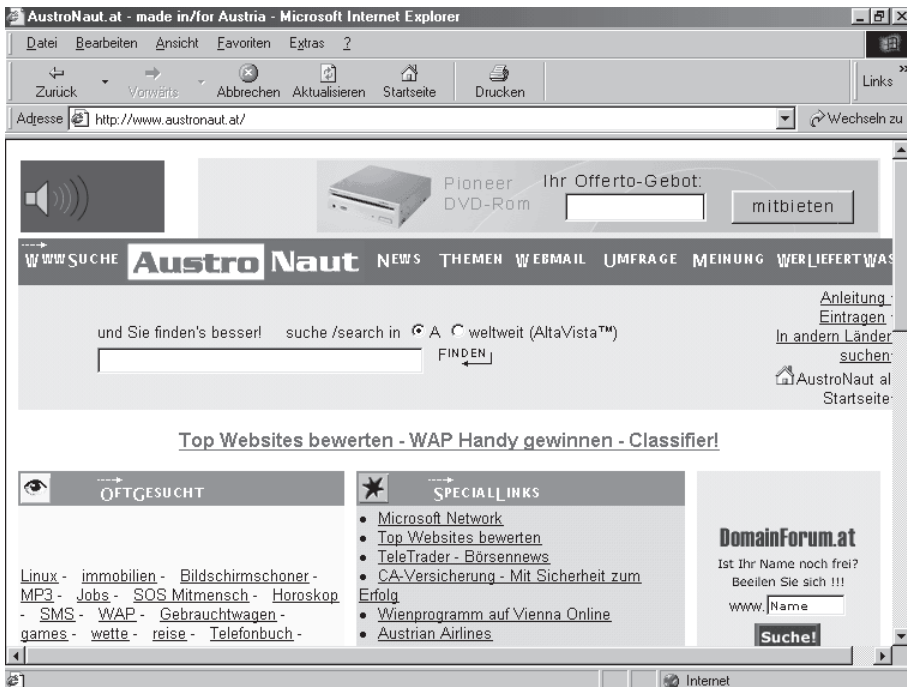 AustroNaut.at - made in/for Austria - Microsoft Internet Explorer
Datei Bearbeiten Ansicht Favoriten Extras ?
Zurück Vorwärts Abbrechen Aktualisieren Startseite Drucken Links »
Adresse http://www.austronaut.at/ Wechseln zu
Pioneer DVD-Rom
Ihr Offerto-Gebot:
mitbieten
WWWSUCHE AustroNaut NEWS THEMEN WEBMAIL UMFRAGE MEINUNG WERLIEFERTWAS
Anleitung
Eintragen
In andern Länder
suchen
AustroNaut al
Startseite
und Sie finden's besser! suche /search in A weltweit (AltaVista™)
FINDEN
Top Websites bewerten - WAP Handy gewinnen - Classifier!
OFTGESUCHT
Linux - immobilien - Bildschirmschoner -
MP3 - Jobs - SOS Mitmensch - Horoskop
- SMS - WAP - Gebrauchtwagen -
games - wette - reise - Telefonbuch -
SPECIALLINKS
• Microsoft Network
• Top Websites bewerten
• TeleTrader - Börsennews
• CA-Versicherung - Mit Sicherheit zum
Erfolg
• Wienprogramm auf Vienna Online
• Austrian Airlines
DomainForum.at
Ist Ihr Name noch frei?
Beeilen Sie sich !!!
www. Name
Suche!
Internet